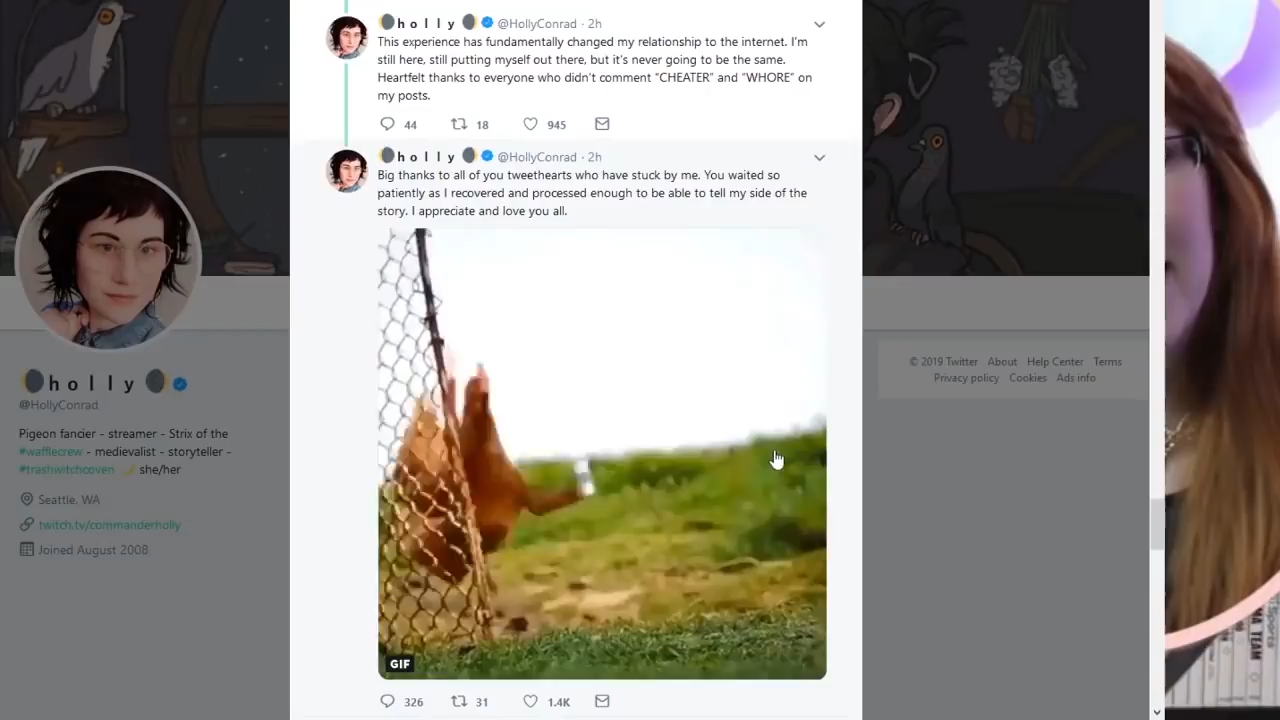 h o l l y @HollyConrad · 2h
This experience has fundamentally changed my relationship to the internet. I'm
still here, still putting myself out there, but it's never going to be the same.
Heartfelt thanks to everyone who didn't comment "CHEATER" and "WHORE" on
my posts.
44 18 945
h o l l y @HollyConrad · 2h
Big thanks to all of you tweethearts who have stuck by me. You waited so
patiently as I recovered and processed enough to be able to tell my side of the
story. I appreciate and love you all.
GIF
326 31 1.4K
h o l l y
@HollyConrad
Pigeon fancier - streamer - Strix of the
#wafflecrew - medievalist - storyteller -
#trashwitchcoven she/her
Seattle, WA
twitch.tv/commanderholly
Joined August 2008
© 2019 Twitter About Help Center Terms
Privacy policy Cookies Ads info